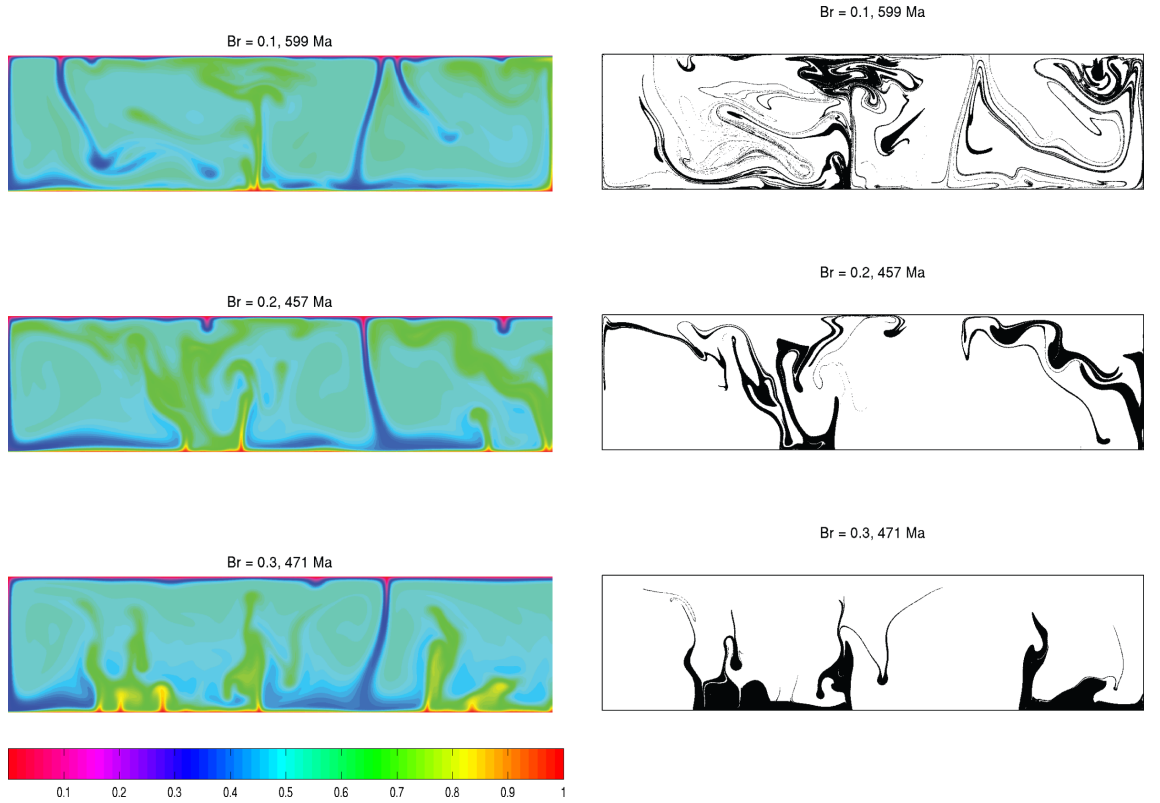 Br = 0.1, 599 Ma
Br = 0.1, 599 Ma
Br = 0.2, 457 Ma
Br = 0.2, 457 Ma
Br = 0.3, 471 Ma
Br = 0.3, 471 Ma
0.1 0.2 0.3 0.4 0.5 0.6 0.7 0.8 0.9 1